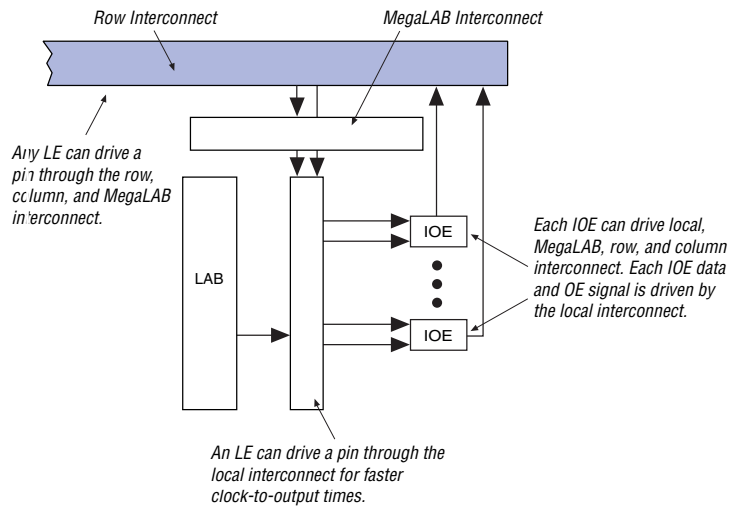 Row Interconnect
MegaLAB Interconnect
Any LE can drive a
pin through the row,
column, and MegaLAB
interconnect.
LAB
IOE
IOE
Each IOE can drive local,
MegaLAB, row, and column
interconnect. Each IOE data
and OE signal is driven by
the local interconnect.
An LE can drive a pin through the
local interconnect for faster
clock-to-output times.